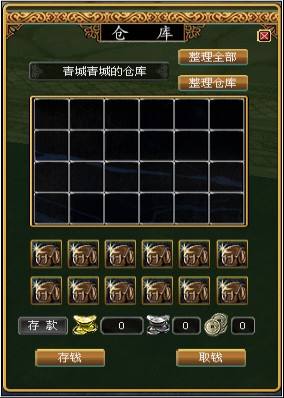 仓 库
整理全部
青城青城的仓库
整理仓库
存 款 0 0 0
存钱 取钱